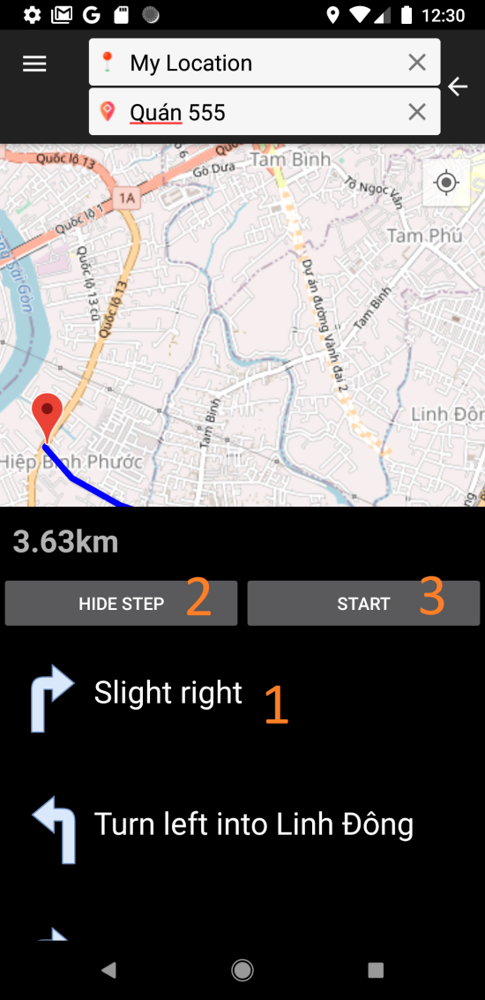 12:30
My Location
Quán 555
Quốc lộ 13
Quốc
Gò Dưa
Tam Bình
1A
Tô Ngọc Vân
Quốc lộ 1
Tam Phú
Sài Gòn
Quốc lộ 13 cũ
Quốc lộ 13
Dự án đường Vành đai 2
Tam Bình
Tam Bình
Linh Đôn
Hiệp Bình Phước
3.63km
HIDE STEP 2
START 3
Slight right 1
Turn left into Linh Đông